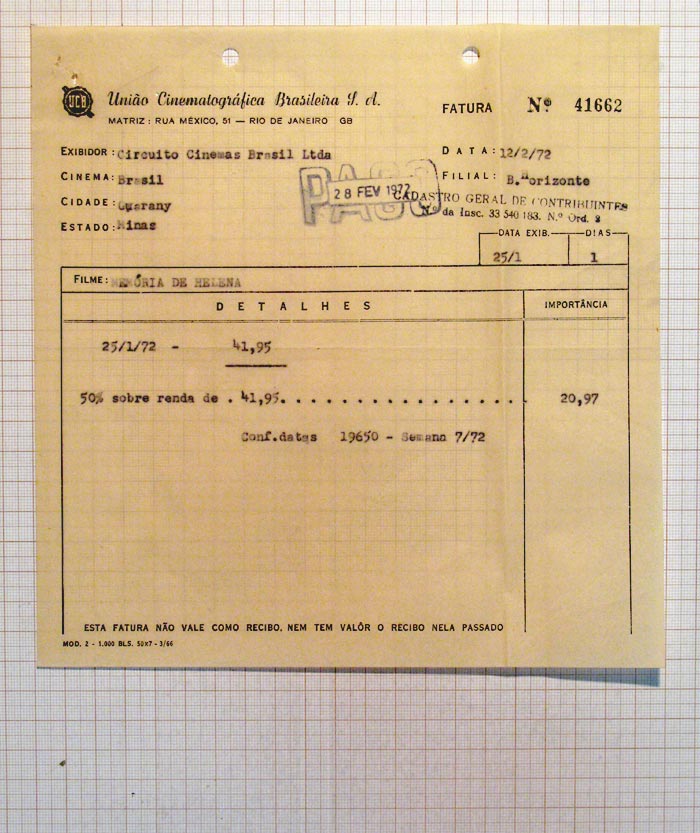 UCB
União Cinematográfica Brasileira S. A.
MATRIZ: RUA MÉXICO, 51 — RIO DE JANEIRO GB
FATURA Nº 41662
EXIBIDOR: Circuito Cinemas Brasil Ltda
DATA: 12/2/72
CINEMA: Brasil
FILIAL: B.Horizonte
PAGO
28 FEV 1972
CADASTRO GERAL DE CONTRIBUINTES
N.º da Insc. 33 540 183. N.º Ord. 2
CIDADE: Guarany
ESTADO: Minas
DATA EXIB. DIAS
25/1 1
FILME: MEMÓRIA DE HELENA
DETALHES IMPORTÂNCIA
25/1/72 - 41,95
50% sobre renda de . 41,95. . . . . . . . . . . . . . . . . 20,97
Conf.datas 19650 - Semana 7/72
ESTA FATURA NÃO VALE COMO RECIBO, NEM TEM VALÔR O RECIBO NELA PASSADO
MOD. 2 - 1.000 BLS. 50x7 - 3/66